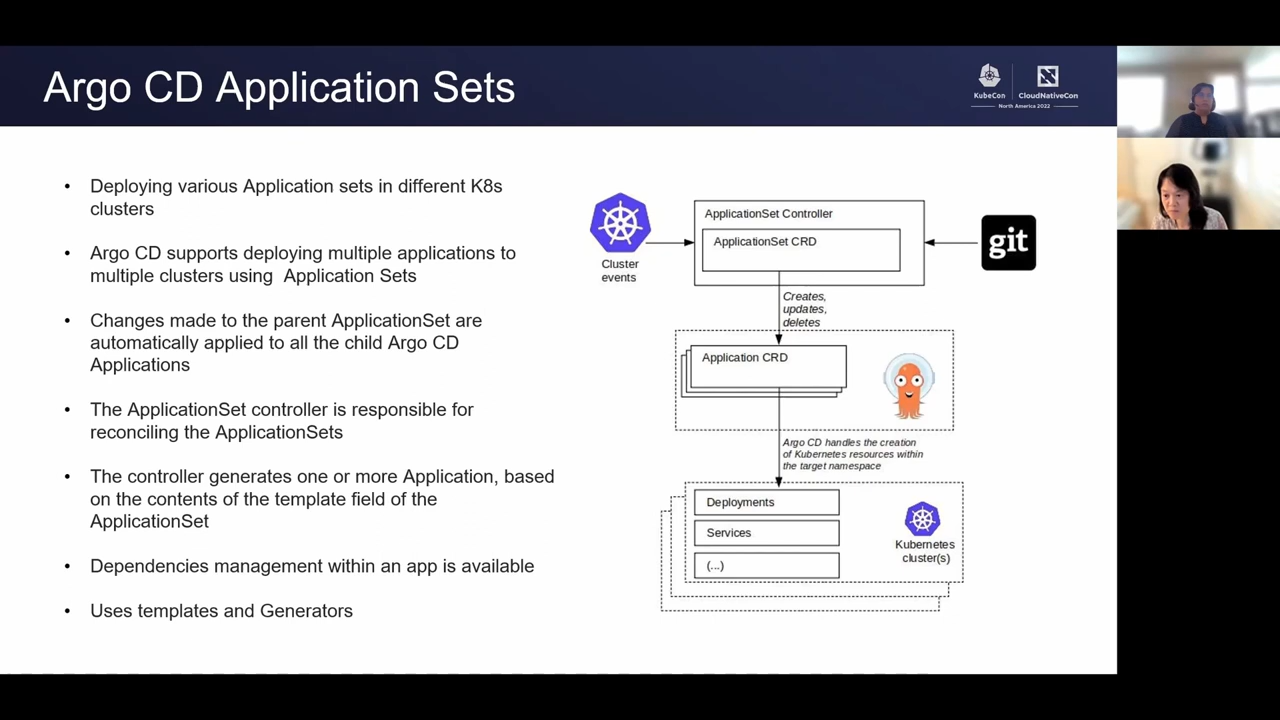 Argo CD Application Sets
KubeCon
CloudNativeCon
North America 2022
• Deploying various Application sets in different K8s
clusters
• Argo CD supports deploying multiple applications to
multiple clusters using  Application Sets
• Changes made to the parent ApplicationSet are
automatically applied to all the child Argo CD
Applications
• The ApplicationSet controller is responsible for
reconciling the ApplicationSets
• The controller generates one or more Application, based
on the contents of the template field of the
ApplicationSet
• Dependencies management within an app is available
• Uses templates and Generators
Cluster
events
ApplicationSet Controller
ApplicationSet CRD
git
Creates,
updates,
deletes
Application CRD
Argo CD handles the creation
of Kubernetes resources within
the target namespace
Deployments
Services
(...)
Kubernetes
cluster(s)